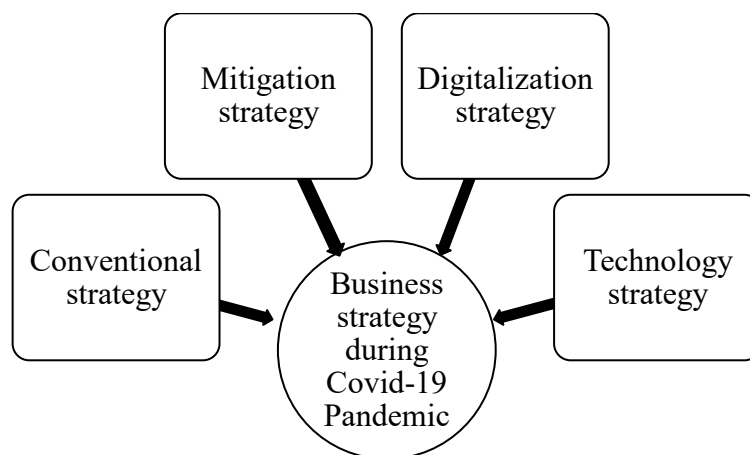 Mitigation
strategy
Digitalization
strategy
Conventional
strategy
Technology
strategy
Business
strategy
during
Covid-19
Pandemic